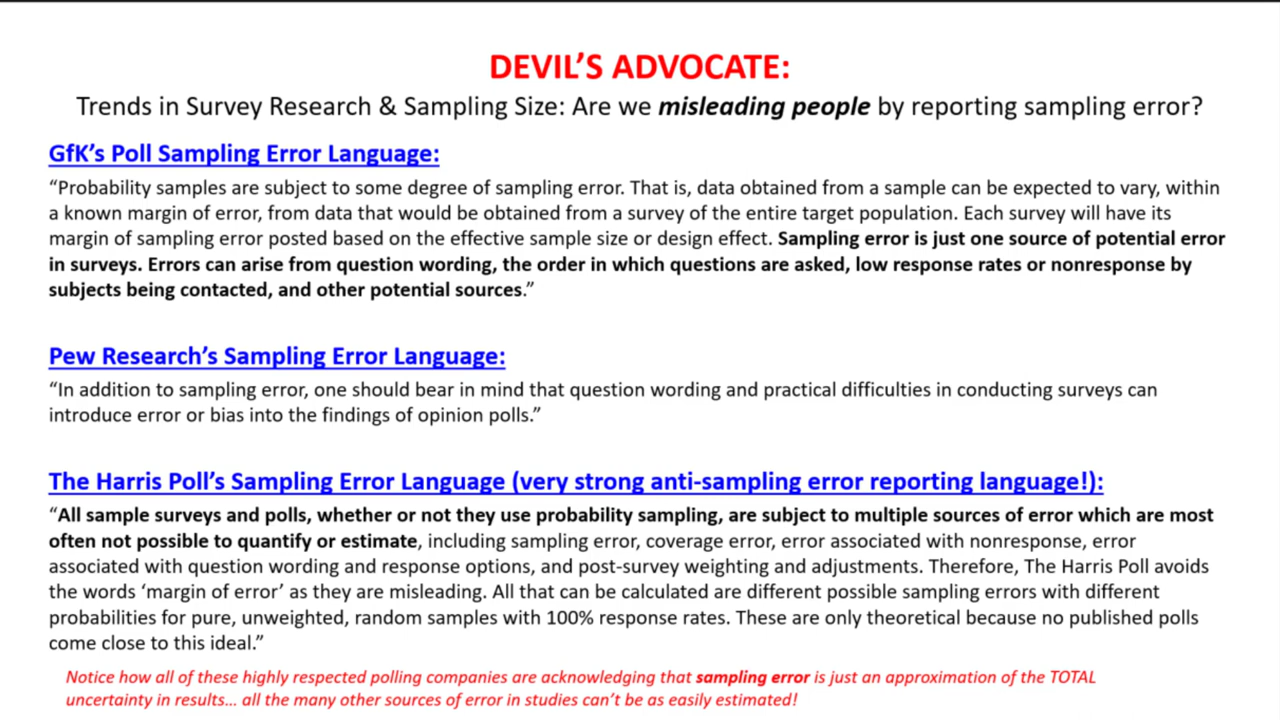 DEVIL’S ADVOCATE:
Trends in Survey Research & Sampling Size: Are we misleading people by reporting sampling error?
GfK’s Poll Sampling Error Language:
“Probability samples are subject to some degree of sampling error. That is, data obtained from a sample can be expected to vary, within
a known margin of error, from data that would be obtained from a survey of the entire target population. Each survey will have its
margin of sampling error posted based on the effective sample size or design effect. Sampling error is just one source of potential error
in surveys. Errors can arise from question wording, the order in which questions are asked, low response rates or nonresponse by
subjects being contacted, and other potential sources.”
Pew Research’s Sampling Error Language:
“In addition to sampling error, one should bear in mind that question wording and practical difficulties in conducting surveys can
introduce error or bias into the findings of opinion polls.”
The Harris Poll’s Sampling Error Language (very strong anti-sampling error reporting language!):
“All sample surveys and polls, whether or not they use probability sampling, are subject to multiple sources of error which are most
often not possible to quantify or estimate, including sampling error, coverage error, error associated with nonresponse, error
associated with question wording and response options, and post-survey weighting and adjustments. Therefore, The Harris Poll avoids
the words ‘margin of error’ as they are misleading. All that can be calculated are different possible sampling errors with different
probabilities for pure, unweighted, random samples with 100% response rates. These are only theoretical because no published polls
come close to this ideal.”
Notice how all of these highly respected polling companies are acknowledging that sampling error is just an approximation of the TOTAL
uncertainty in results… all the many other sources of error in studies can’t be as easily estimated!